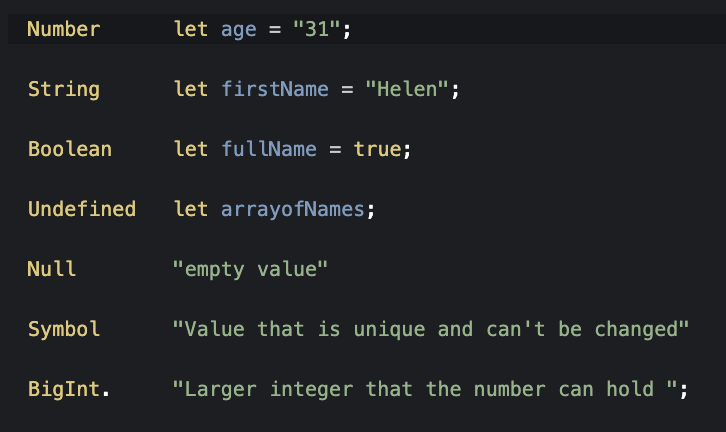 Number let age = "31";
String let firstName = "Helen";
Boolean let fullName = true;
Undefined let arrayofNames;
Null "empty value"
Symbol "Value that is unique and can't be changed"
BigInt. "Larger integer that the number can hold ";